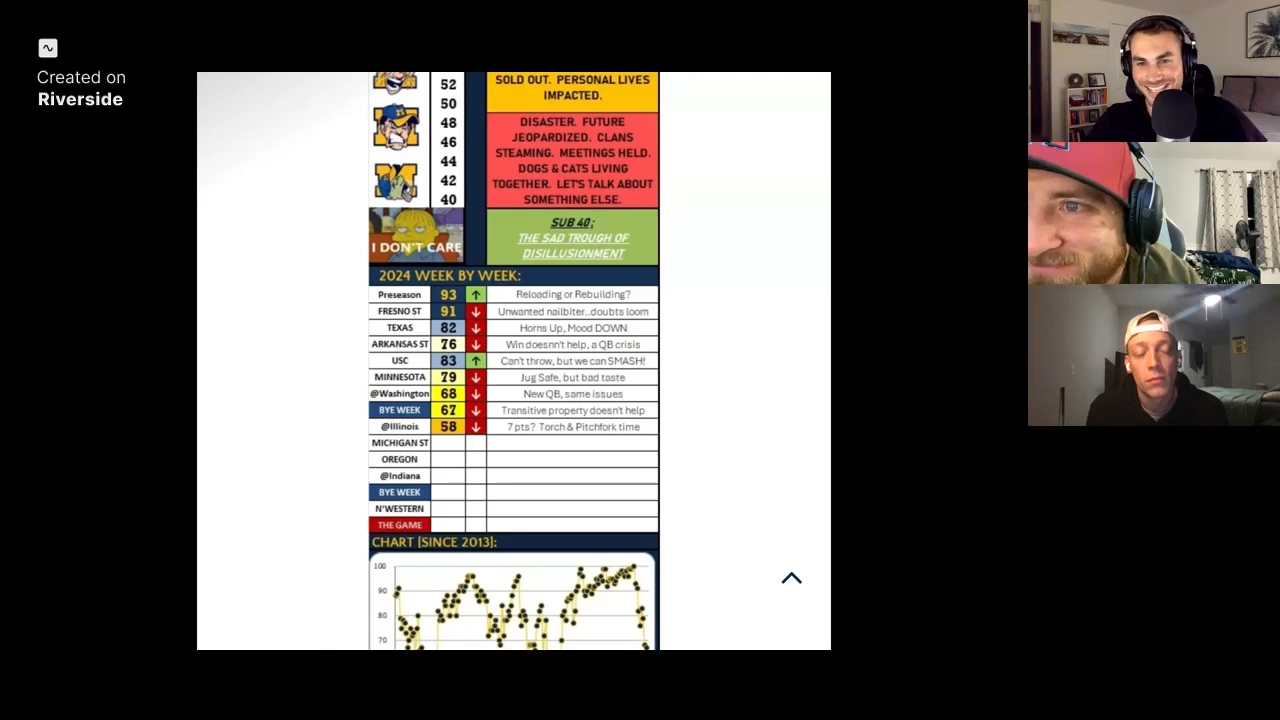 Created on
Riverside
52
50
48
46
44
42
40
SOLD OUT. PERSONAL LIVES
IMPACTED.
DISASTER. FUTURE
JEOPARDIZED. CLANS
STEAMING. MEETINGS HELD.
DOGS & CATS LIVING
TOGETHER. LET'S TALK ABOUT
SOMETHING ELSE.
I DON'T CARE
SUB 40:
THE SAD TROUGH OF
DISILLUSIONMENT
2024 WEEK BY WEEK:
Preseason 93 ↑ Reloading or Rebuilding?
FRESNO ST 91 ↓ Unwanted nailbiter..doubts loom
TEXAS 82 ↓ Horns Up, Mood DOWN
ARKANSAS ST 76 ↓ Win doesnn't help, a QB crisis
USC 83 ↑ Can't throw, but we can SMASH!
MINNESOTA 79 ↓ Jug Safe, but bad taste
@Washington 68 ↓ New QB, same issues
BYE WEEK 67 ↓ Transitive property doesn't help
@Illinois 58 ↓ 7 pts? Torch & Pitchfork time
MICHIGAN ST
OREGON
@Indiana
BYE WEEK
N'WESTERN
THE GAME
CHART [SINCE 2013]:
100
90
80
70